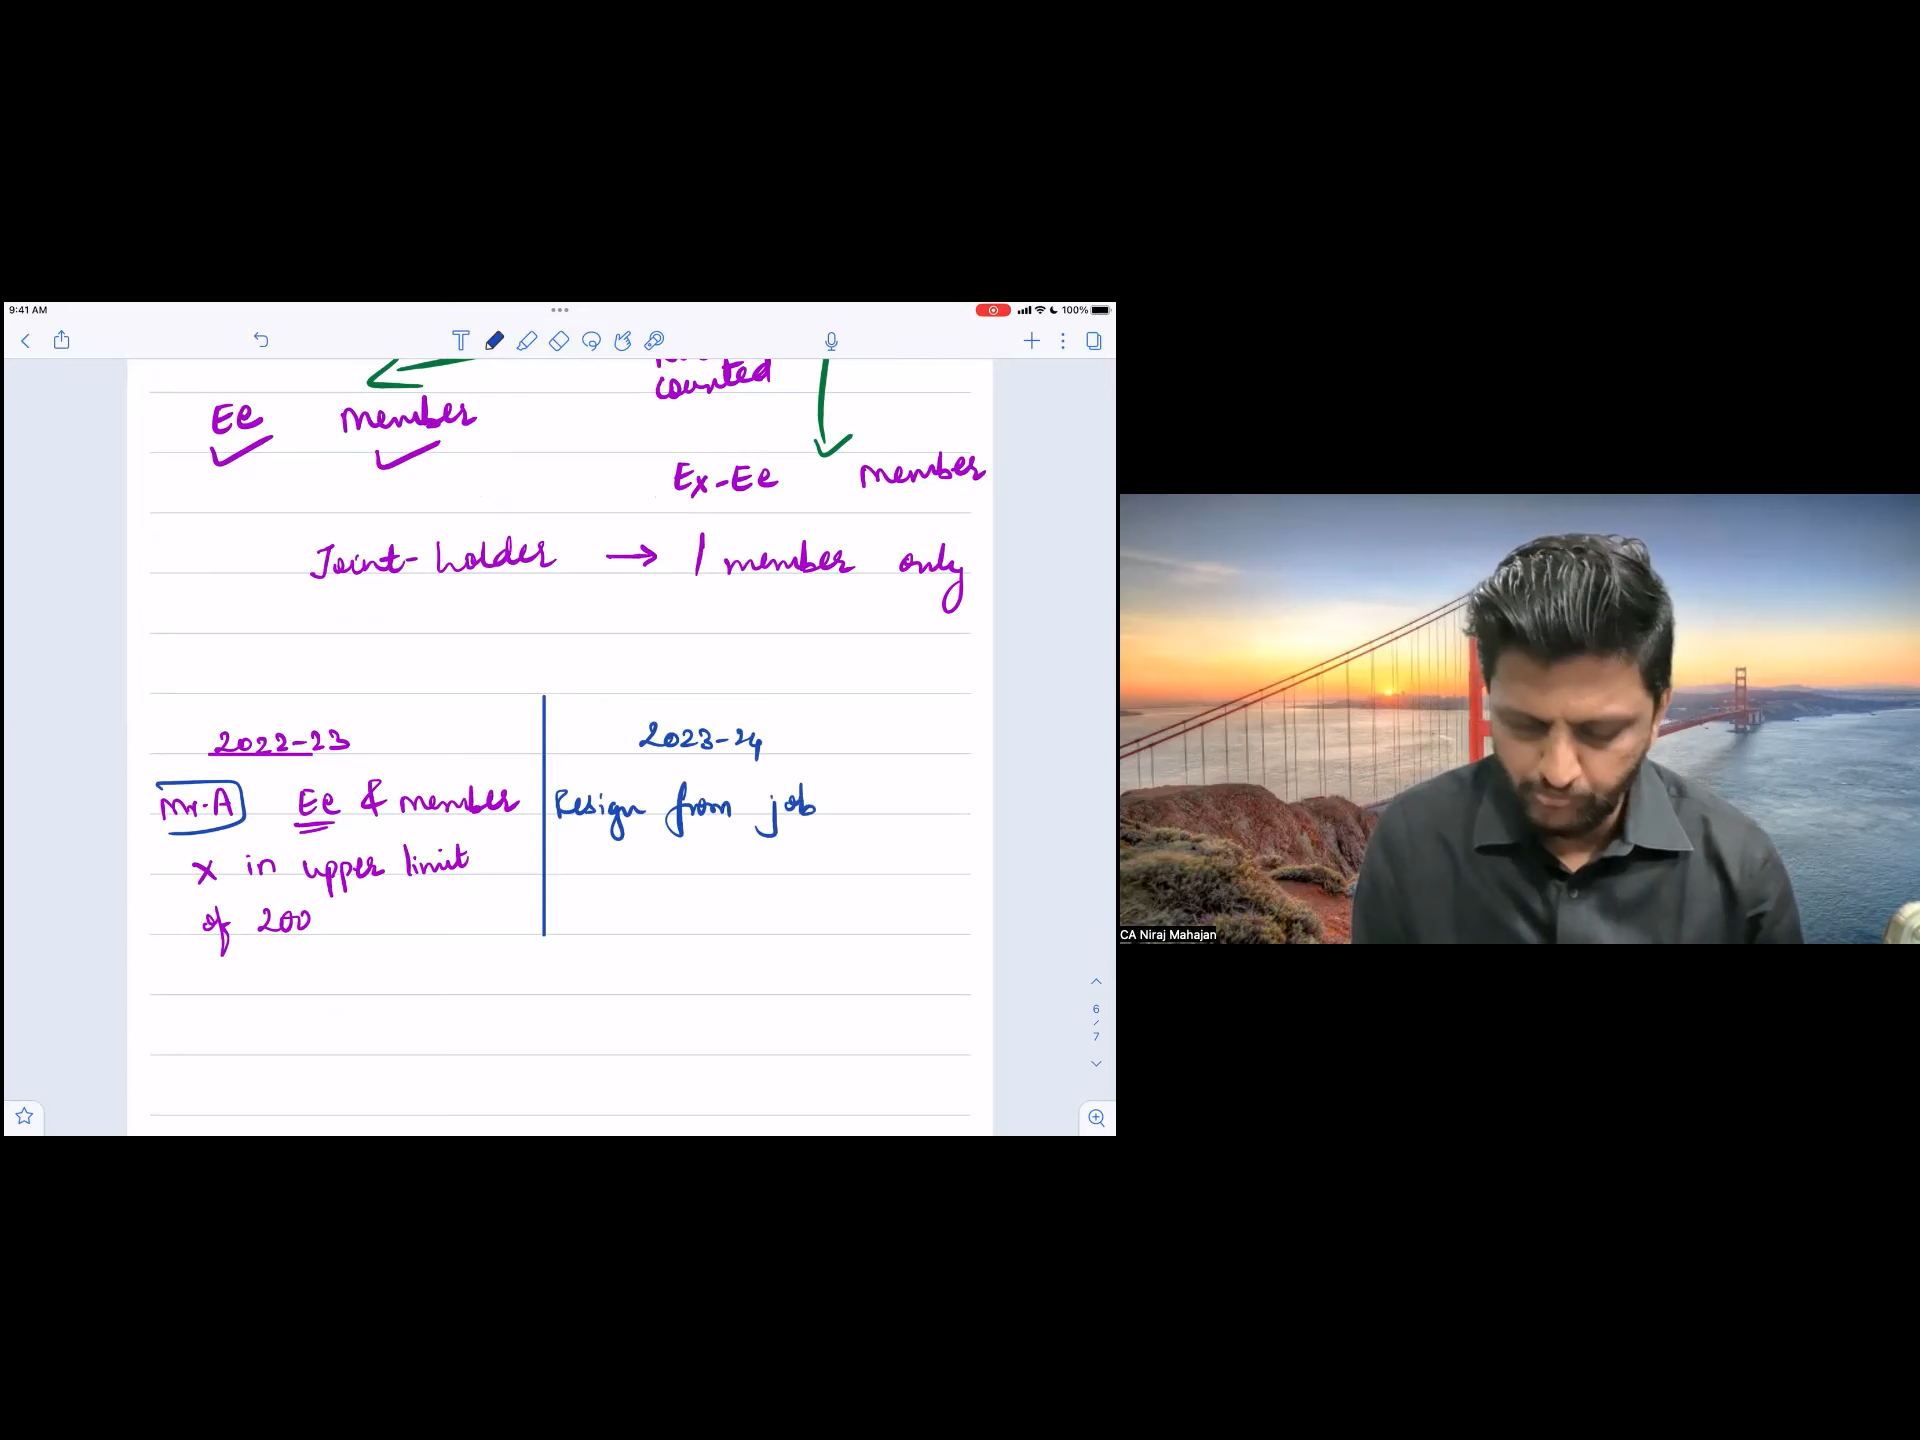 9:41 AM
100%
counted
Ee member
Ex-Ee member
Joint-holder → 1 member only
2022-23
2023-24
Mr.A Ee & member
Resign from job
x in upper limit
of 200
6
/
7
CA Niraj Mahajan